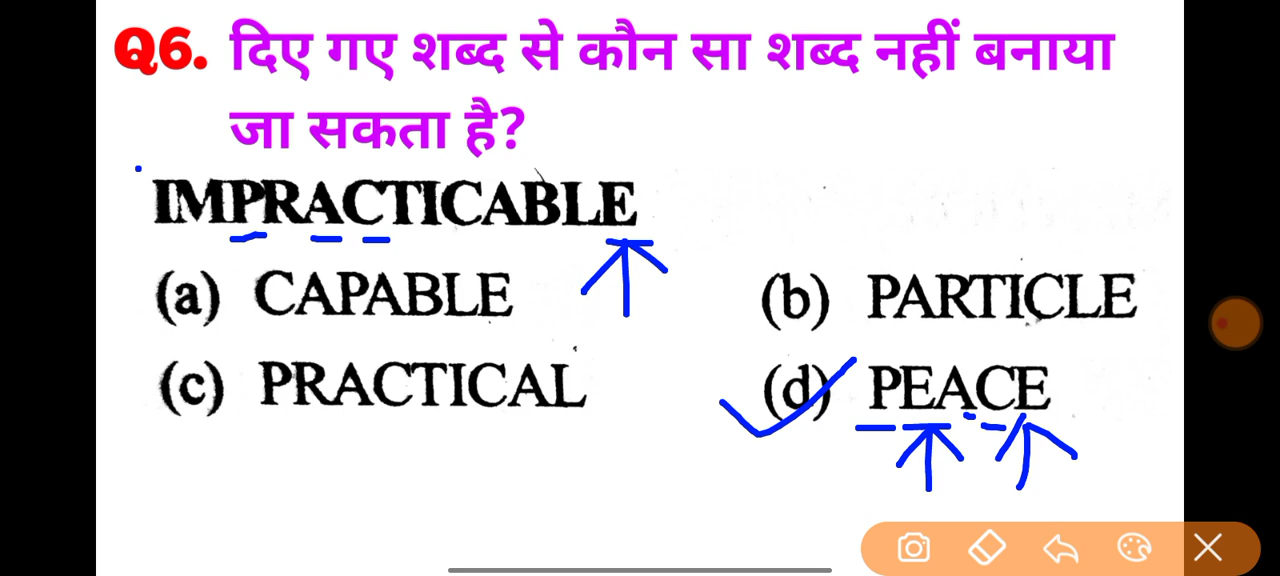 Q6. दिए गए शब्द से कौन सा शब्द नहीं बनाया
जा सकता है?
IMPRACTICABLE
(a) CAPABLE (b) PARTICLE
(c) PRACTICAL (d) PEACE